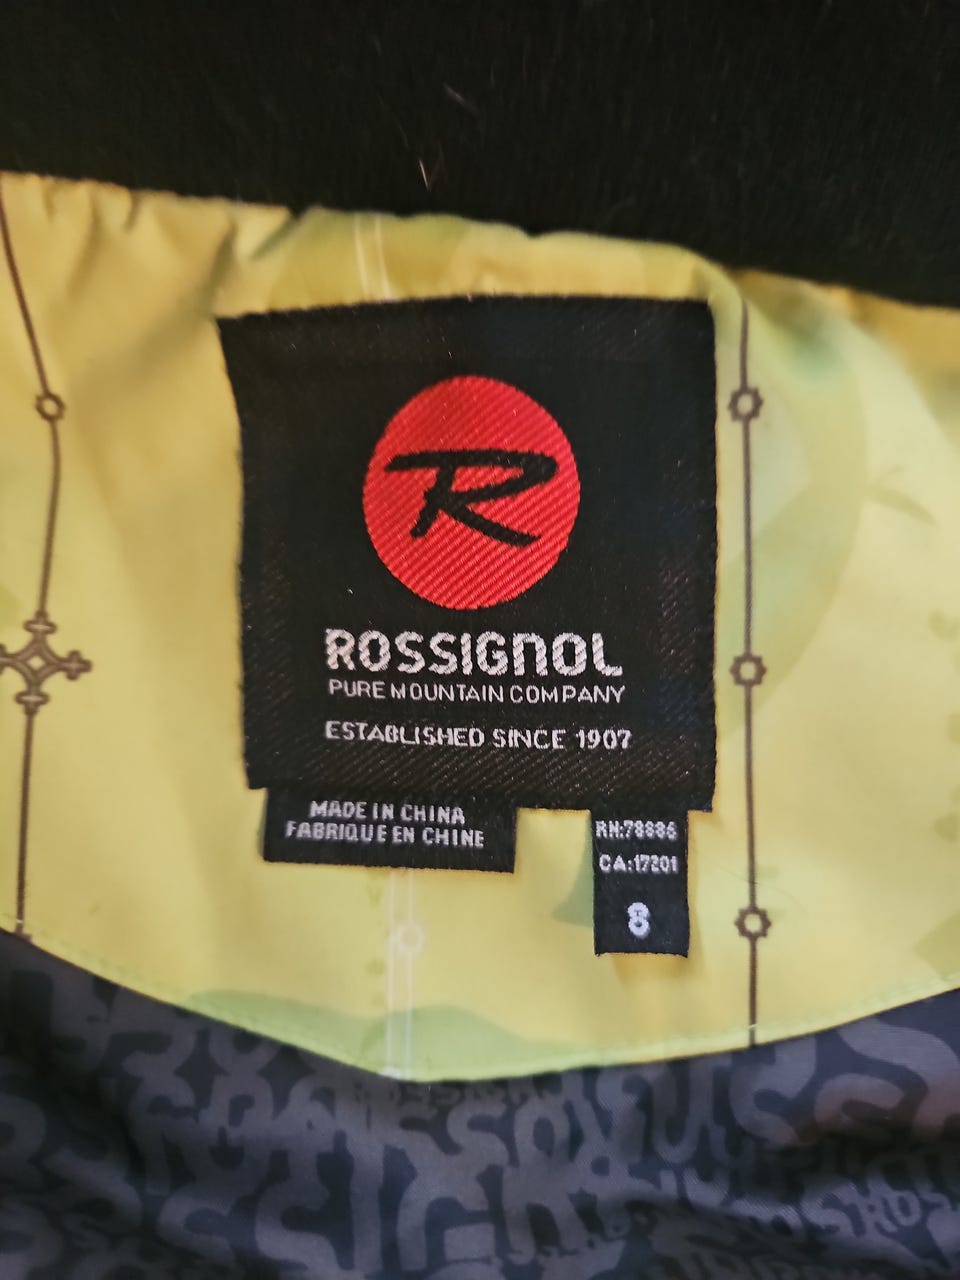 R
ROSSIGNOL
PURE MOUNTAIN COMPANY
ESTABLISHED SINCE 1907
MADE IN CHINA
FABRIQUE EN CHINE
RN:78886
CA:17201
8